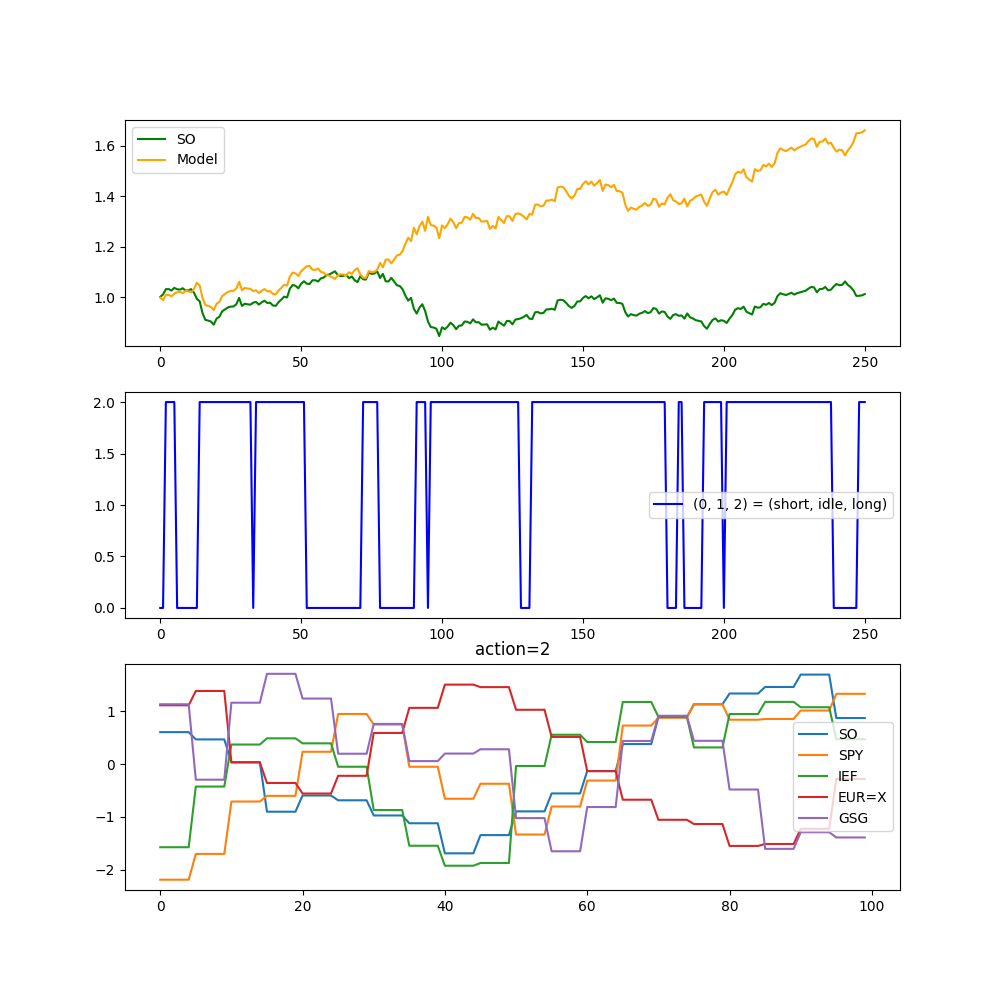 SO
Model
1.6
1.4
1.2
1.0
0 50 100 150 200 250
2.0
1.5
1.0
0.5
0.0
(0, 1, 2) = (short, idle, long)
0 50 100 150 200 250
action=2
1
0
−1
−2
SO
SPY
IEF
EUR=X
GSG
0 20 40 60 80 100